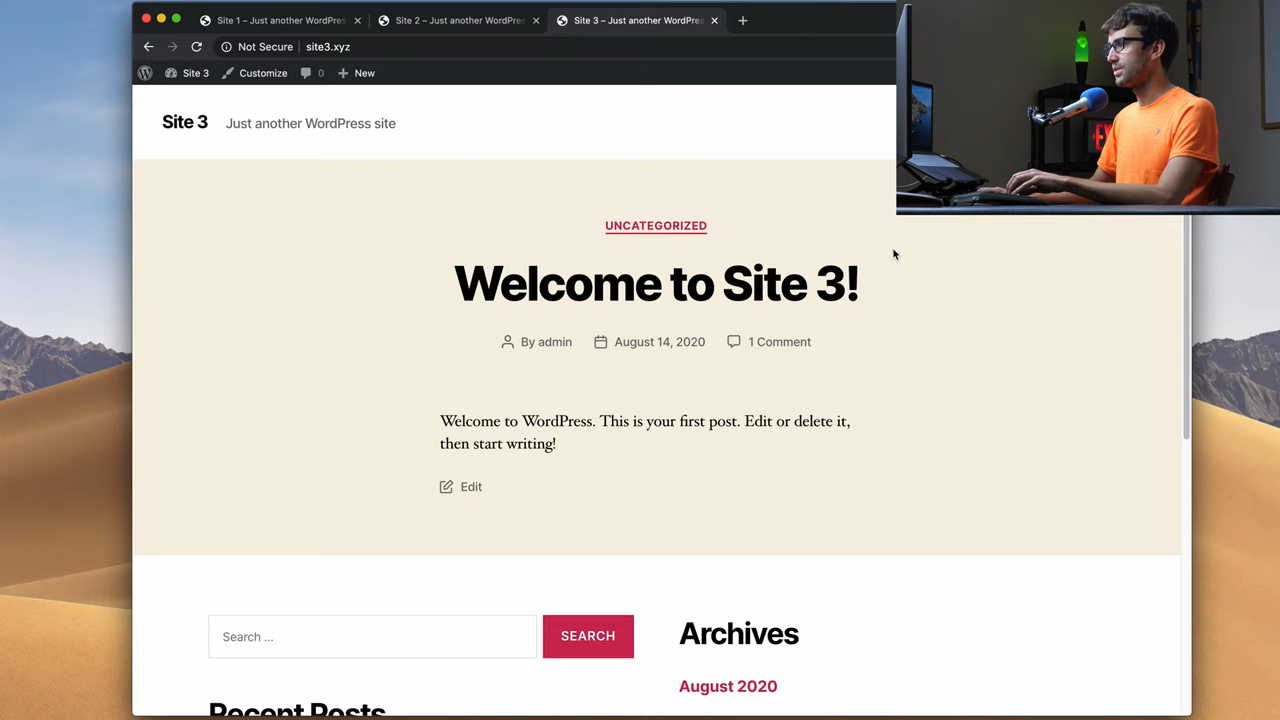 Site 1 – Just another WordPress
Site 2 – Just another WordPres
Site 3 – Just another WordPres
Not Secure
site3.xyz
Site 3
Customize
0
New
Site 3
Just another WordPress site
UNCATEGORIZED
Welcome to Site 3!
By admin
August 14, 2020
1 Comment
Welcome to WordPress. This is your first post. Edit or delete it,
then start writing!
Edit
Search ...
SEARCH
Archives
August 2020
Recent Posts